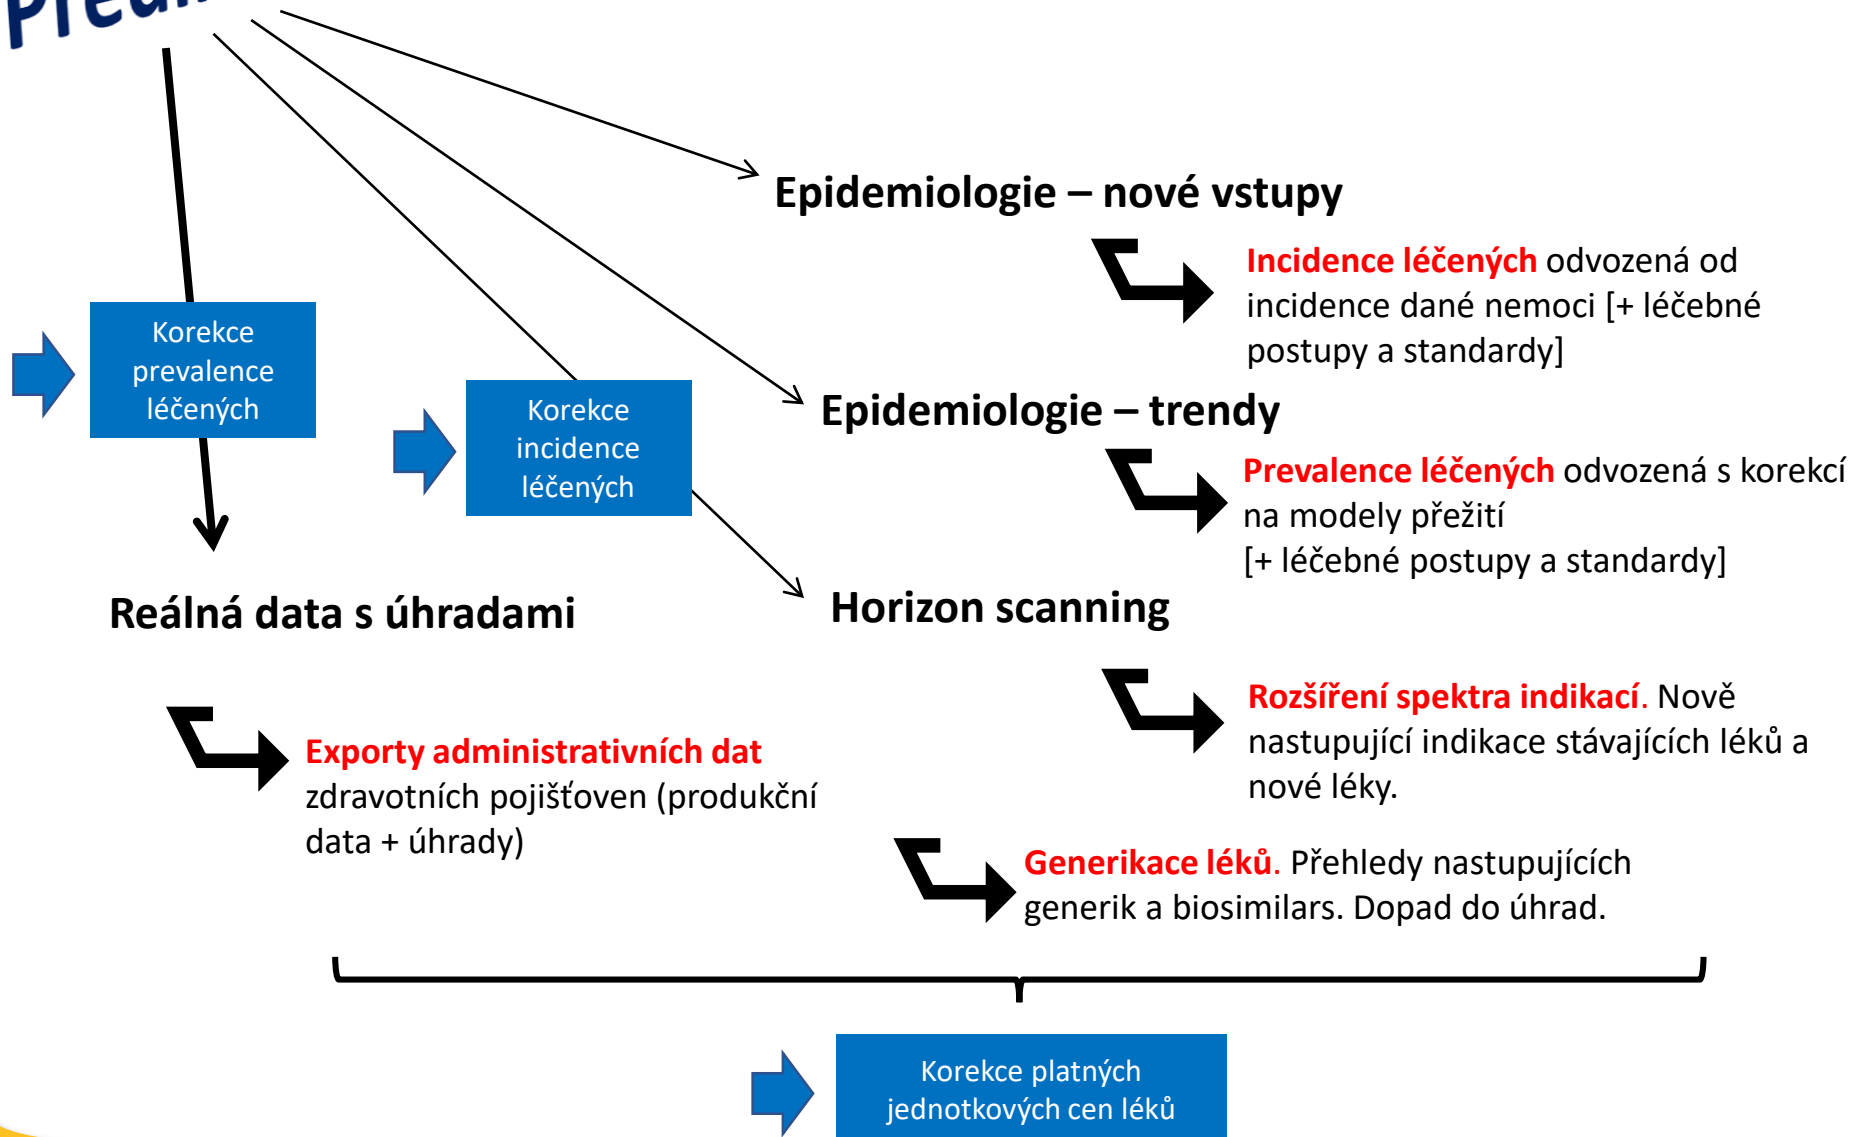 Epidemiologie – nové vstupy
Incidence léčených odvozená od
incidence dané nemoci [+ léčebné
postupy a standardy]
Korekce
prevalence
léčených
Korekce
incidence
léčených
Epidemiologie – trendy
Prevalence léčených odvozená s korekcí
na modely přežití
[+ léčebné postupy a standardy]
Reálná data s úhradami
Horizon scanning
Rozšíření spektra indikací. Nově
nastupující indikace stávajících léků a
nové léky.
Exporty administrativních dat
zdravotních pojišťoven (produkční
data + úhrady)
Generikace léků. Přehledy nastupujících
generik a biosimilars. Dopad do úhrad.
Korekce platných
jednotkových cen léků